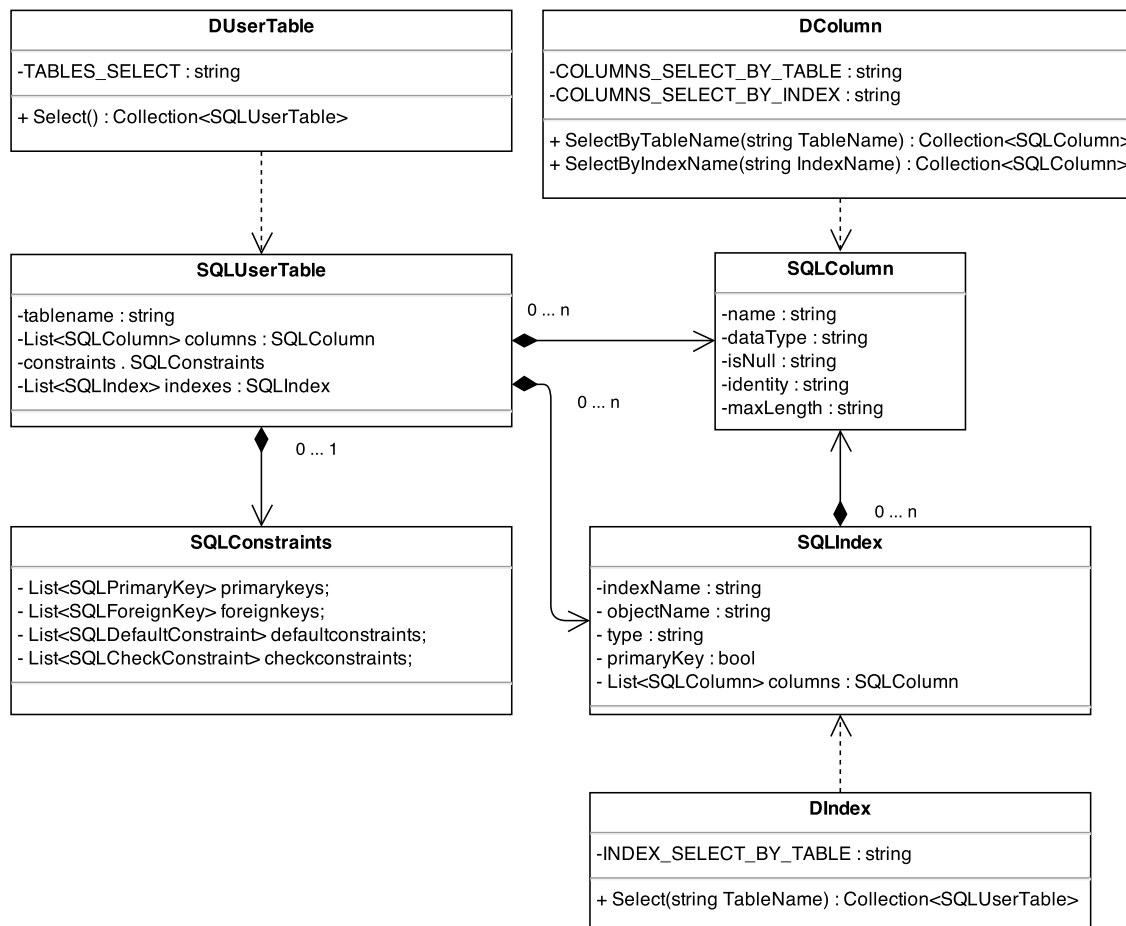 DUserTable
-TABLES_SELECT : string
+ Select() : Collection<SQLUserTable>
DColumn
-COLUMNS_SELECT_BY_TABLE : string
-COLUMNS_SELECT_BY_INDEX : string
+ SelectByTableName(string TableName) : Collection<SQLColumn>
+ SelectByIndexName(string IndexName) : Collection<SQLColumn>
SQLUserTable
-tablename : string
-List<SQLColumn> columns : SQLColumn
-constraints . SQLConstraints
-List<SQLIndex> indexes : SQLIndex
0 ... n
0 ... n
0 ... 1
SQLColumn
-name : string
-dataType : string
-isNull : string
-identity : string
-maxLength : string
0 ... n
SQLConstraints
- List<SQLPrimaryKey> primarykeys;
- List<SQLForeignKey> foreignkeys;
- List<SQLDefaultConstraint> defaultconstraints;
- List<SQLCheckConstraint> checkconstraints;
SQLIndex
-indexName : string
- objectName : string
- type : string
- primaryKey : bool
- List<SQLColumn> columns : SQLColumn
DIndex
-INDEX_SELECT_BY_TABLE : string
+ Select(string TableName) : Collection<SQLUserTable>